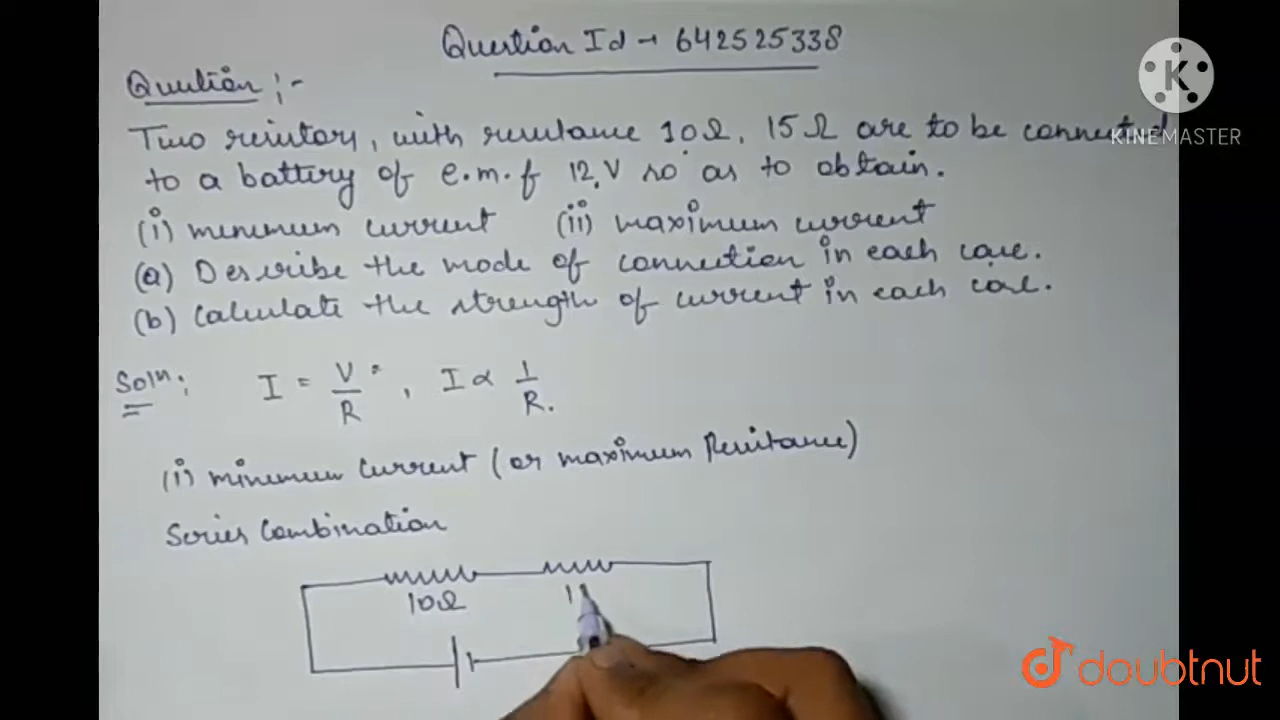 Question Id → 642525338
Question :-
KINEMASTER
Two resistors, with resistance 10Ω, 15Ω are to be connected
to a battery of e.m.f 12V so as to obtain.
(i) minimum current (ii) maximum current
(a) Describe the mode of connection in each case.
(b) Calculate the strength of current in each case.
Soln: I = V/R , I ∝ 1/R.
(i) minimum current (or maximum Resistance)
Series Combination
10Ω
doubtnut